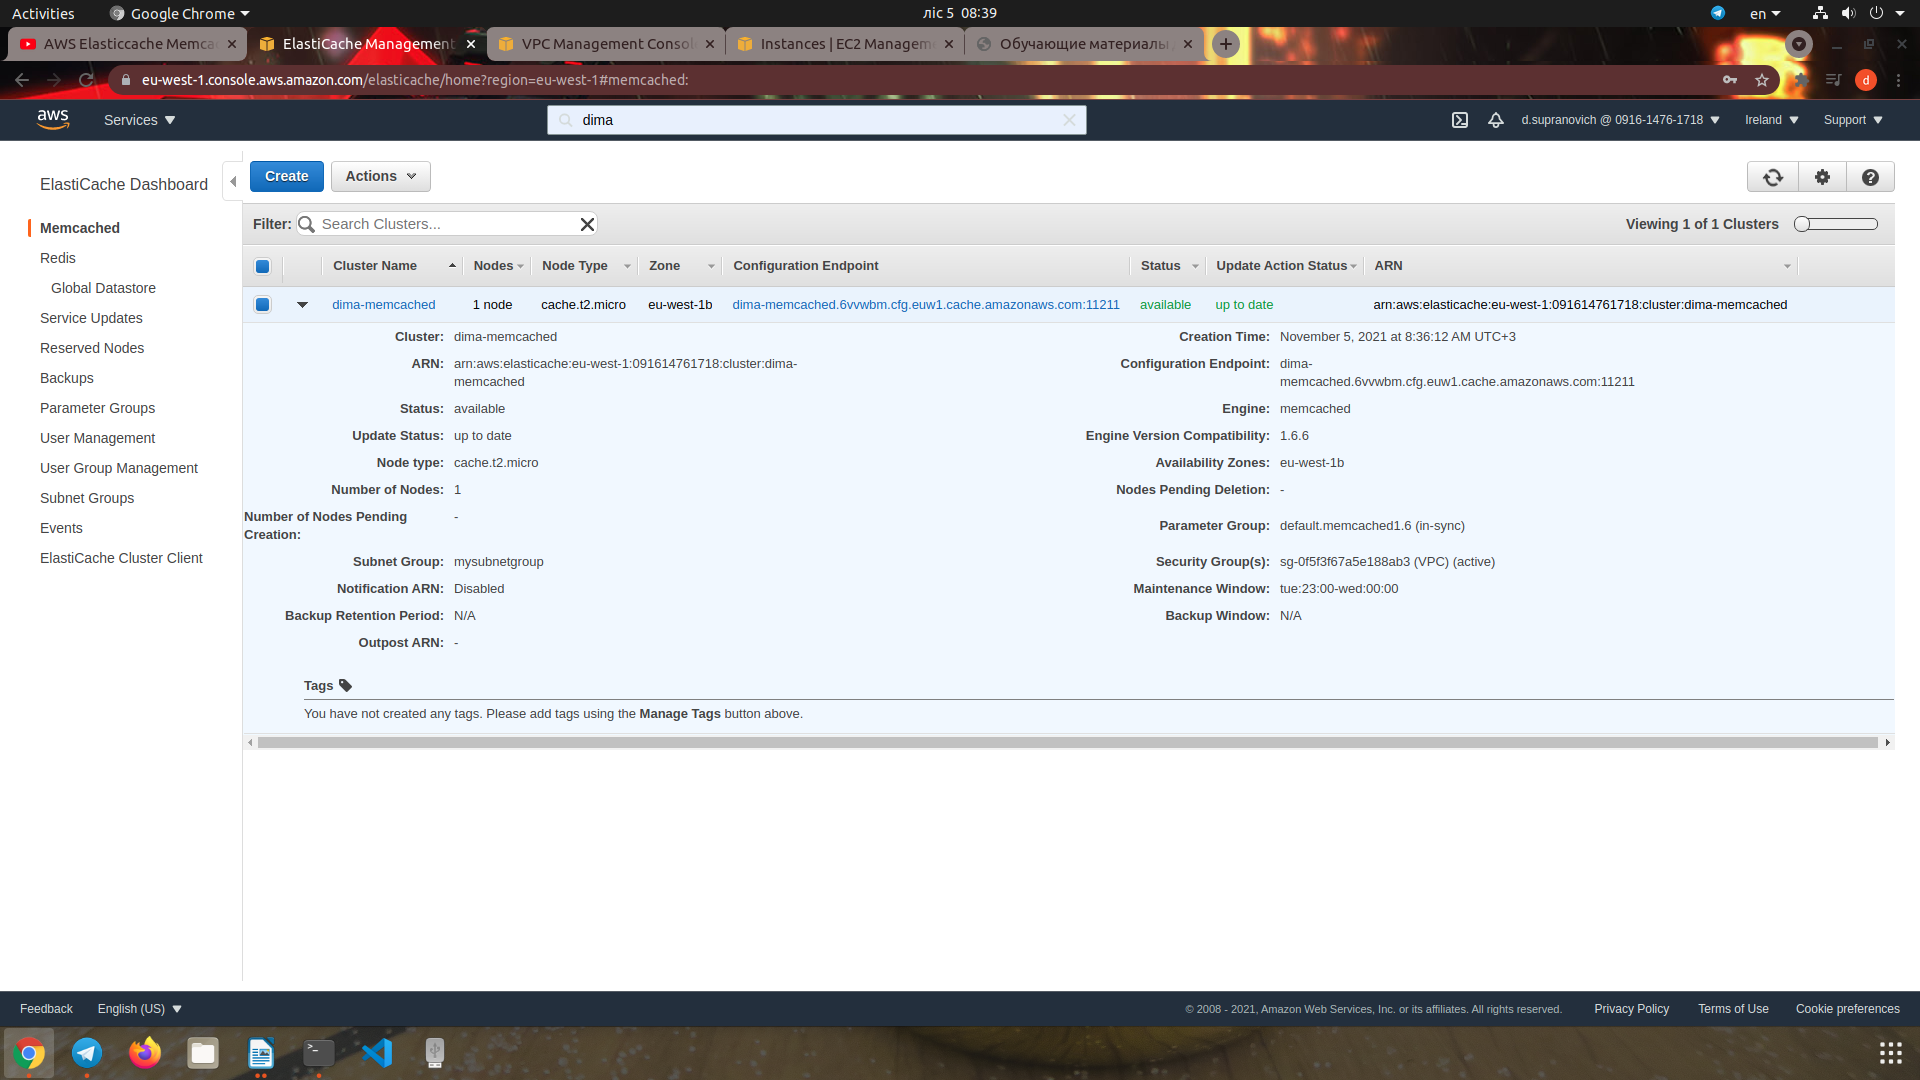 Activities
Google Chrome
ліс 5 08:39
en
AWS Elasticcache Memca
ElastiCache Management
VPC Management Consol
Instances | EC2 Managem
Обучающие материалы
eu-west-1.console.aws.amazon.com/elasticache/home?region=eu-west-1#memcached:
d
aws
Services
dima
d.supranovich @ 0916-1476-1718
Ireland
Support
ElastiCache Dashboard
Memcached
Redis
Global Datastore
Service Updates
Reserved Nodes
Backups
Parameter Groups
User Management
User Group Management
Subnet Groups
Events
ElastiCache Cluster Client
Create
Actions
Filter:
Search Clusters...
Viewing 1 of 1 Clusters
Cluster Name
Nodes
Node Type
Zone
Configuration Endpoint
Status
Update Action Status
ARN
dima-memcached
1 node
cache.t2.micro
eu-west-1b
dima-memcached.6vvwbm.cfg.euw1.cache.amazonaws.com:11211
available
up to date
arn:aws:elasticache:eu-west-1:091614761718:cluster:dima-memcached
Cluster: dima-memcached
Creation Time: November 5, 2021 at 8:36:12 AM UTC+3
ARN: arn:aws:elasticache:eu-west-1:091614761718:cluster:dima-
memcached
Configuration Endpoint: dima-
memcached.6vvwbm.cfg.euw1.cache.amazonaws.com:11211
Status: available
Engine: memcached
Update Status: up to date
Engine Version Compatibility: 1.6.6
Node type: cache.t2.micro
Availability Zones: eu-west-1b
Number of Nodes: 1
Nodes Pending Deletion: -
Number of Nodes Pending -
Creation:
Parameter Group: default.memcached1.6 (in-sync)
Subnet Group: mysubnetgroup
Security Group(s): sg-0f5f3f67a5e188ab3 (VPC) (active)
Notification ARN: Disabled
Maintenance Window: tue:23:00-wed:00:00
Backup Retention Period: N/A
Backup Window: N/A
Outpost ARN: -
Tags
You have not created any tags. Please add tags using the Manage Tags button above.
Feedback
English (US)
© 2008 - 2021, Amazon Web Services, Inc. or its affiliates. All rights reserved.
Privacy Policy
Terms of Use
Cookie preferences